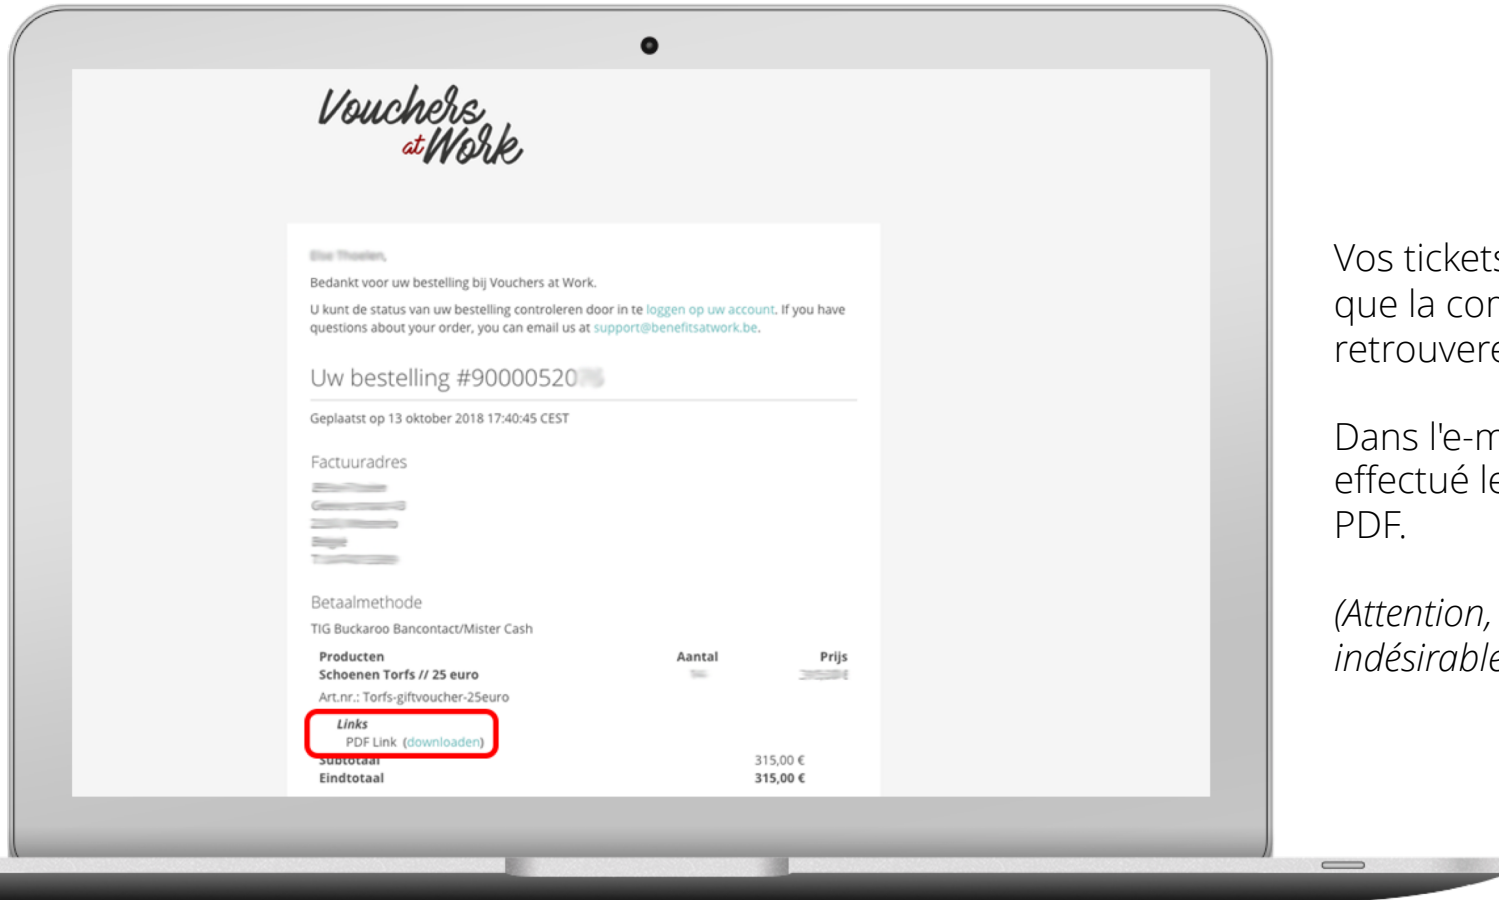 Vouchers
at Work
Bedankt voor uw bestelling bij Vouchers at Work.
U kunt de status van uw bestelling controleren door in te loggen op uw account. If you have
questions about your order, you can email us at support@benefitsatwork.be.
Uw bestelling #90000520
Geplaatst op 13 oktober 2018 17:40:45 CEST
Factuuradres
Betaalmethode
TIG Buckaroo Bancontact/Mister Cash
Producten Aantal Prijs
Schoenen Torfs // 25 euro
Art.nr.: Torfs-giftvoucher-25euro
Links
PDF Link (downloaden)
Subtotaal 315,00 €
Eindtotaal 315,00 €
Vos tickets
que la con
retrouvere
Dans l'e-m
effectué le
PDF.
(Attention,
indésirable